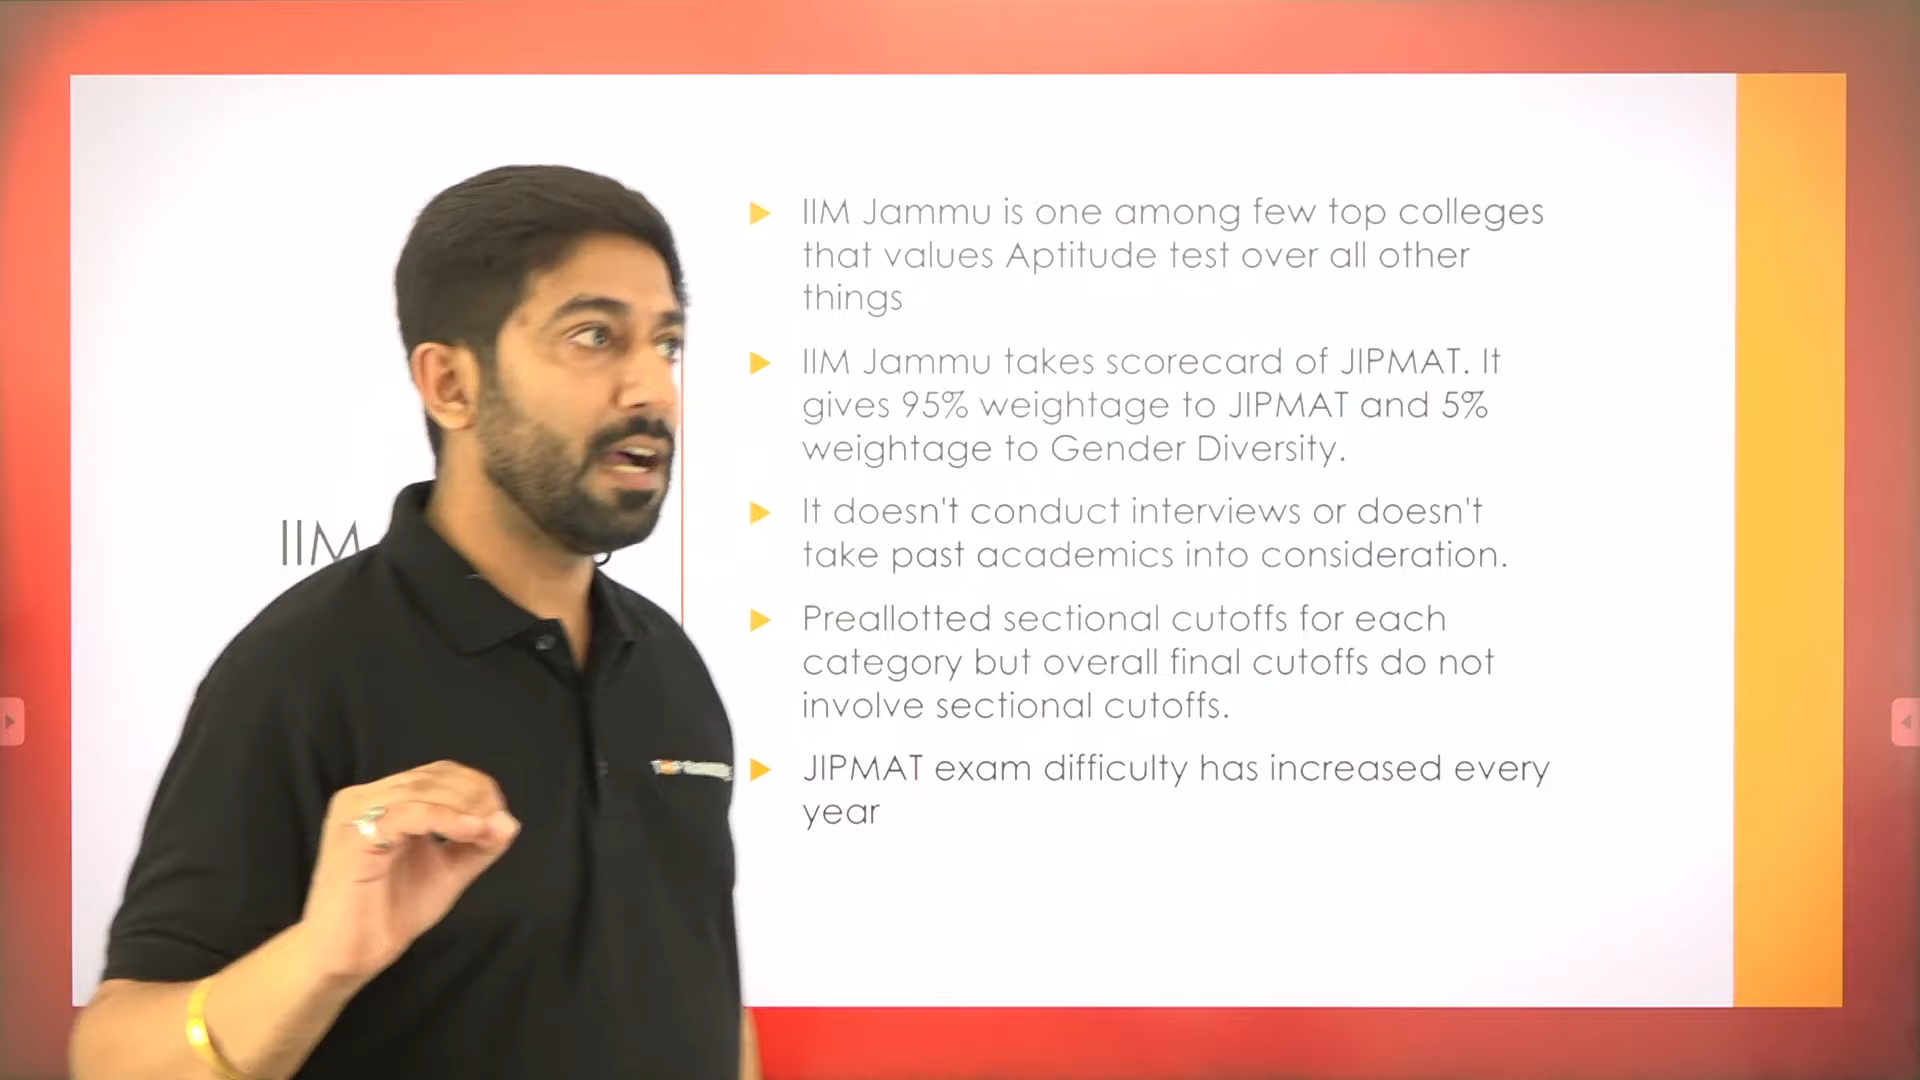 IIM
IIM Jammu is one among few top colleges
that values Aptitude test over all other
things
IIM Jammu takes scorecard of JIPMAT. It
gives 95% weightage to JIPMAT and 5%
weightage to Gender Diversity.
It doesn't conduct interviews or doesn't
take past academics into consideration.
Preallotted sectional cutoffs for each
category but overall final cutoffs do not
involve sectional cutoffs.
JIPMAT exam difficulty has increased every
year